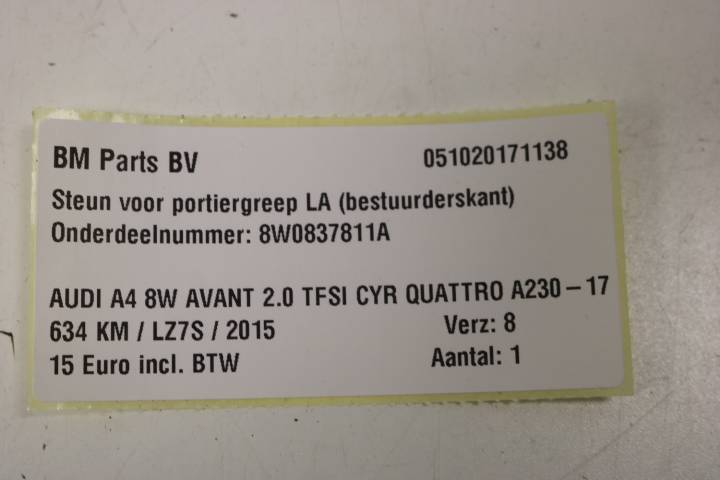 BM Parts BV 051020171138
Steun voor portiergreep LA (bestuurderskant)
Onderdeelnummer: 8W0837811A
AUDI A4 8W AVANT 2.0 TFSI CYR QUATTRO A230 – 17
634 KM / LZ7S / 2015 Verz: 8
15 Euro incl. BTW Aantal: 1